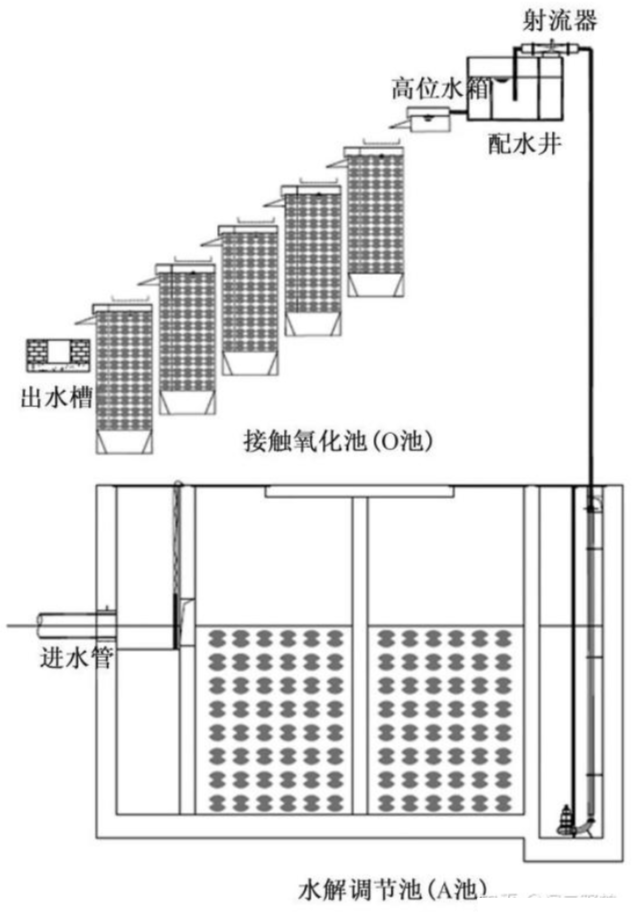 射流器
高位水箱
配水井
出水槽
接触氧化池(O池)
进水管
水解调节池(A池)